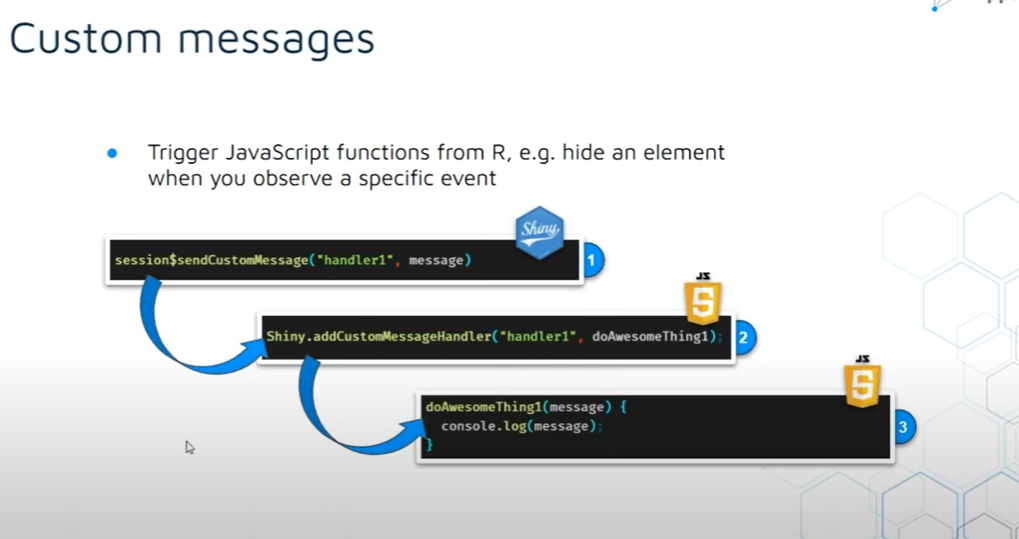 Custom messages
Trigger JavaScript functions from R, e.g. hide an element
when you observe a specific event
Shiny
session$sendCustomMessage("handler1", message)
1
JS
5
Shiny.addCustomMessageHandler("handler1", doAwesomeThing1);
2
JS
5
doAwesomeThing1(message) {
console.log(message);
}
3